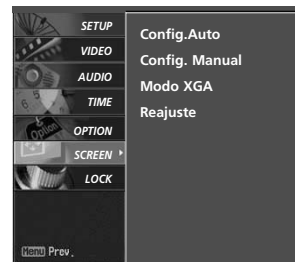 SETUP
VIDEO
AUDIO
TIME
OPTION
SCREEN
LOCK
Menu Prev.
Config.Auto
Config. Manual
Modo XGA
Reajuste